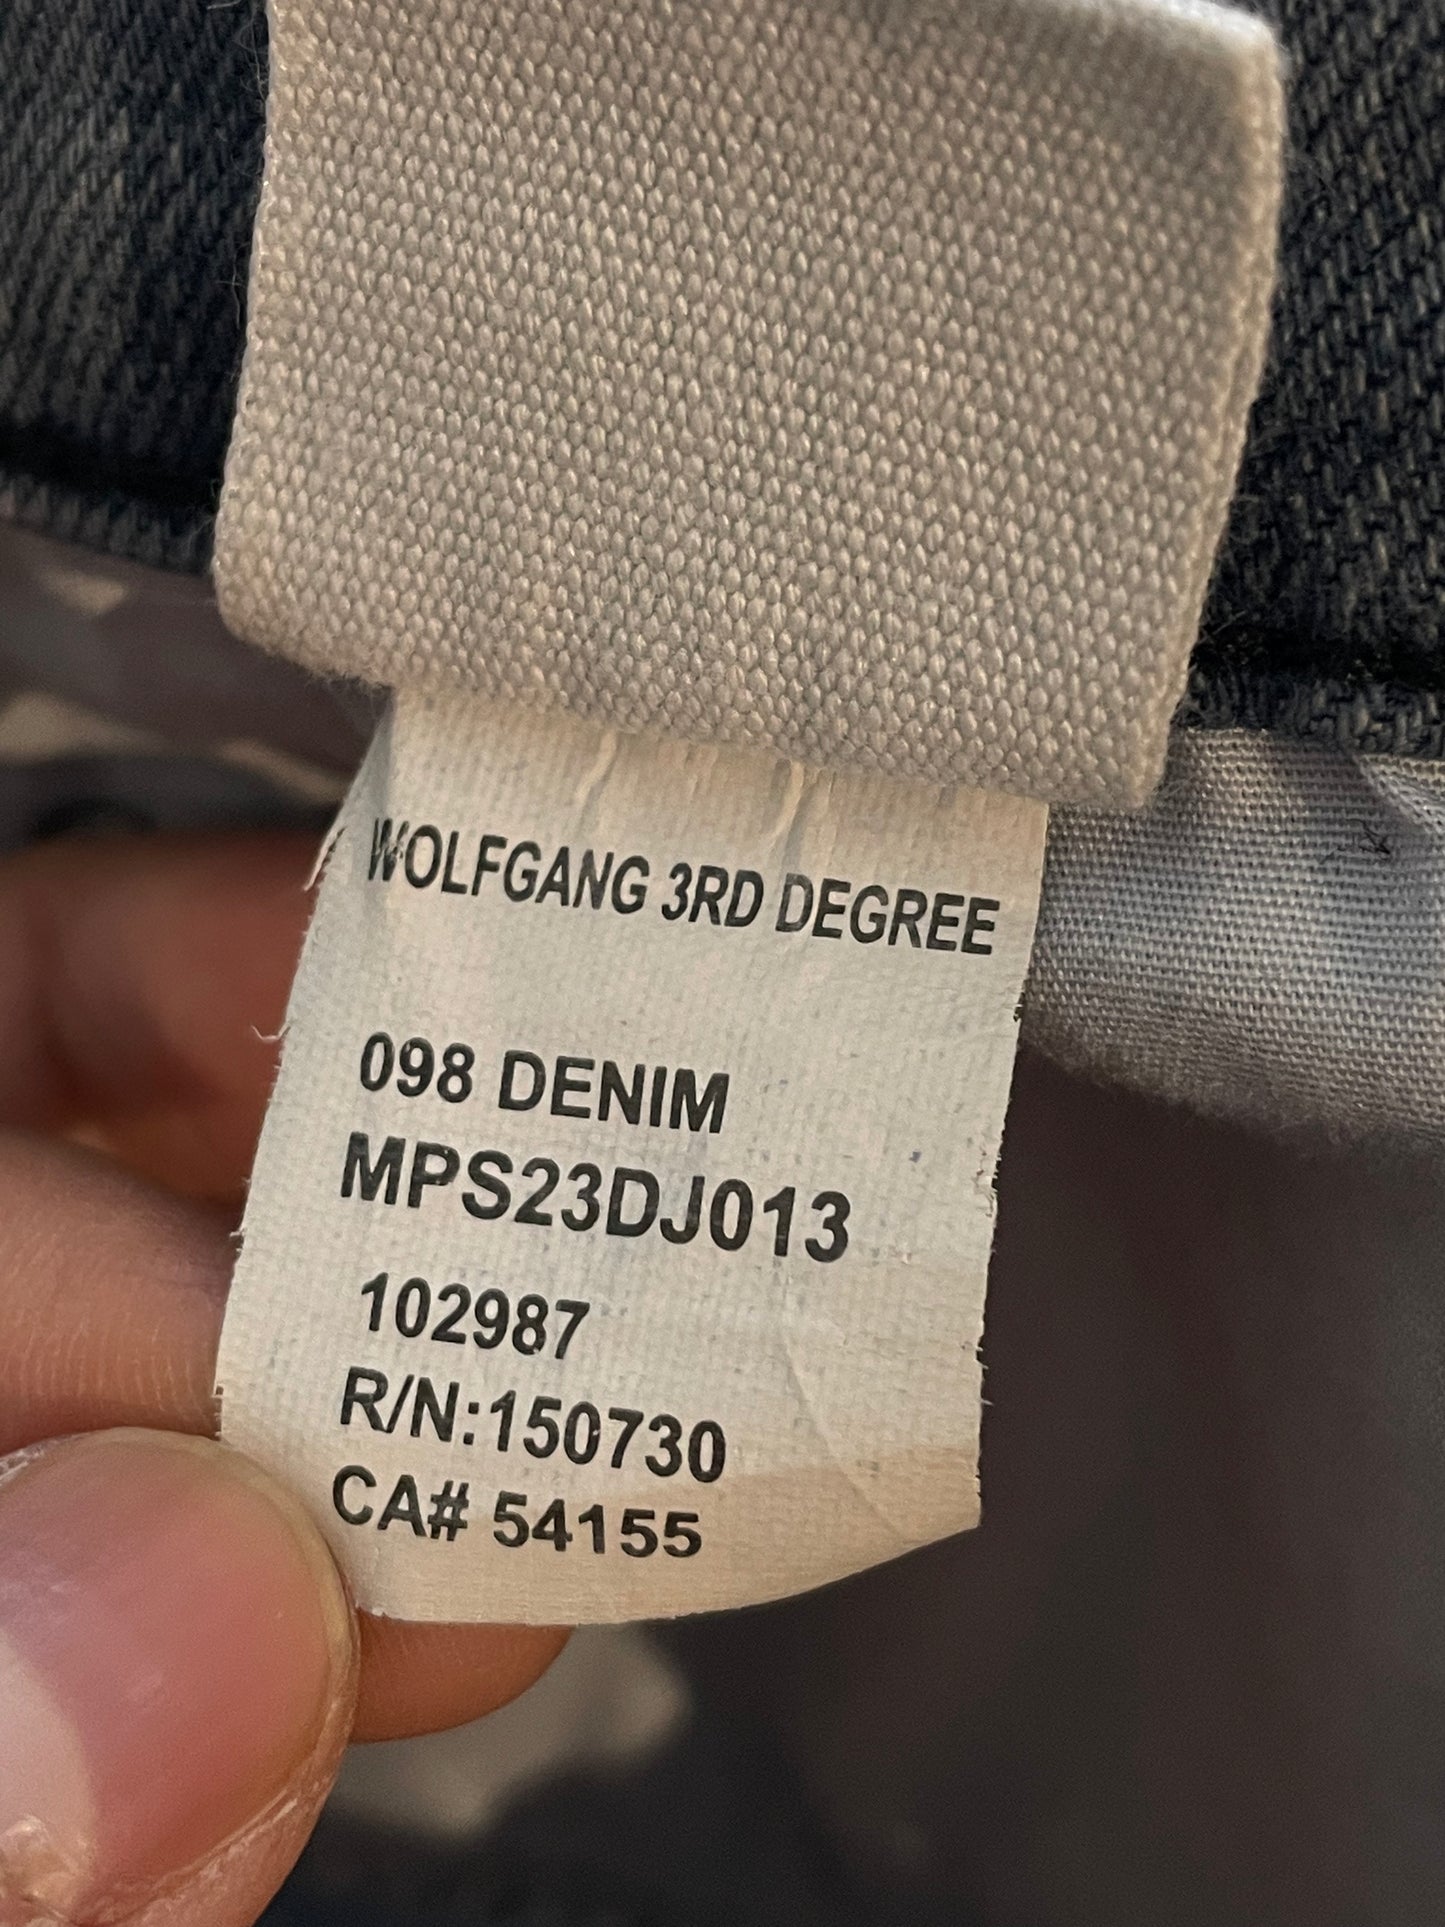 WOLFGANG 3RD DEGREE
098 DENIM
MPS23DJ013
102987
R/N:150730
CA# 54155